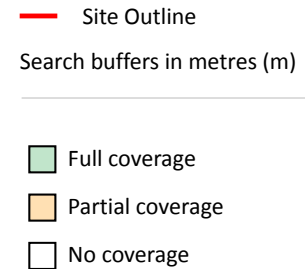 Site Outline
Search buffers in metres (m)
Full coverage
Partial coverage
No coverage